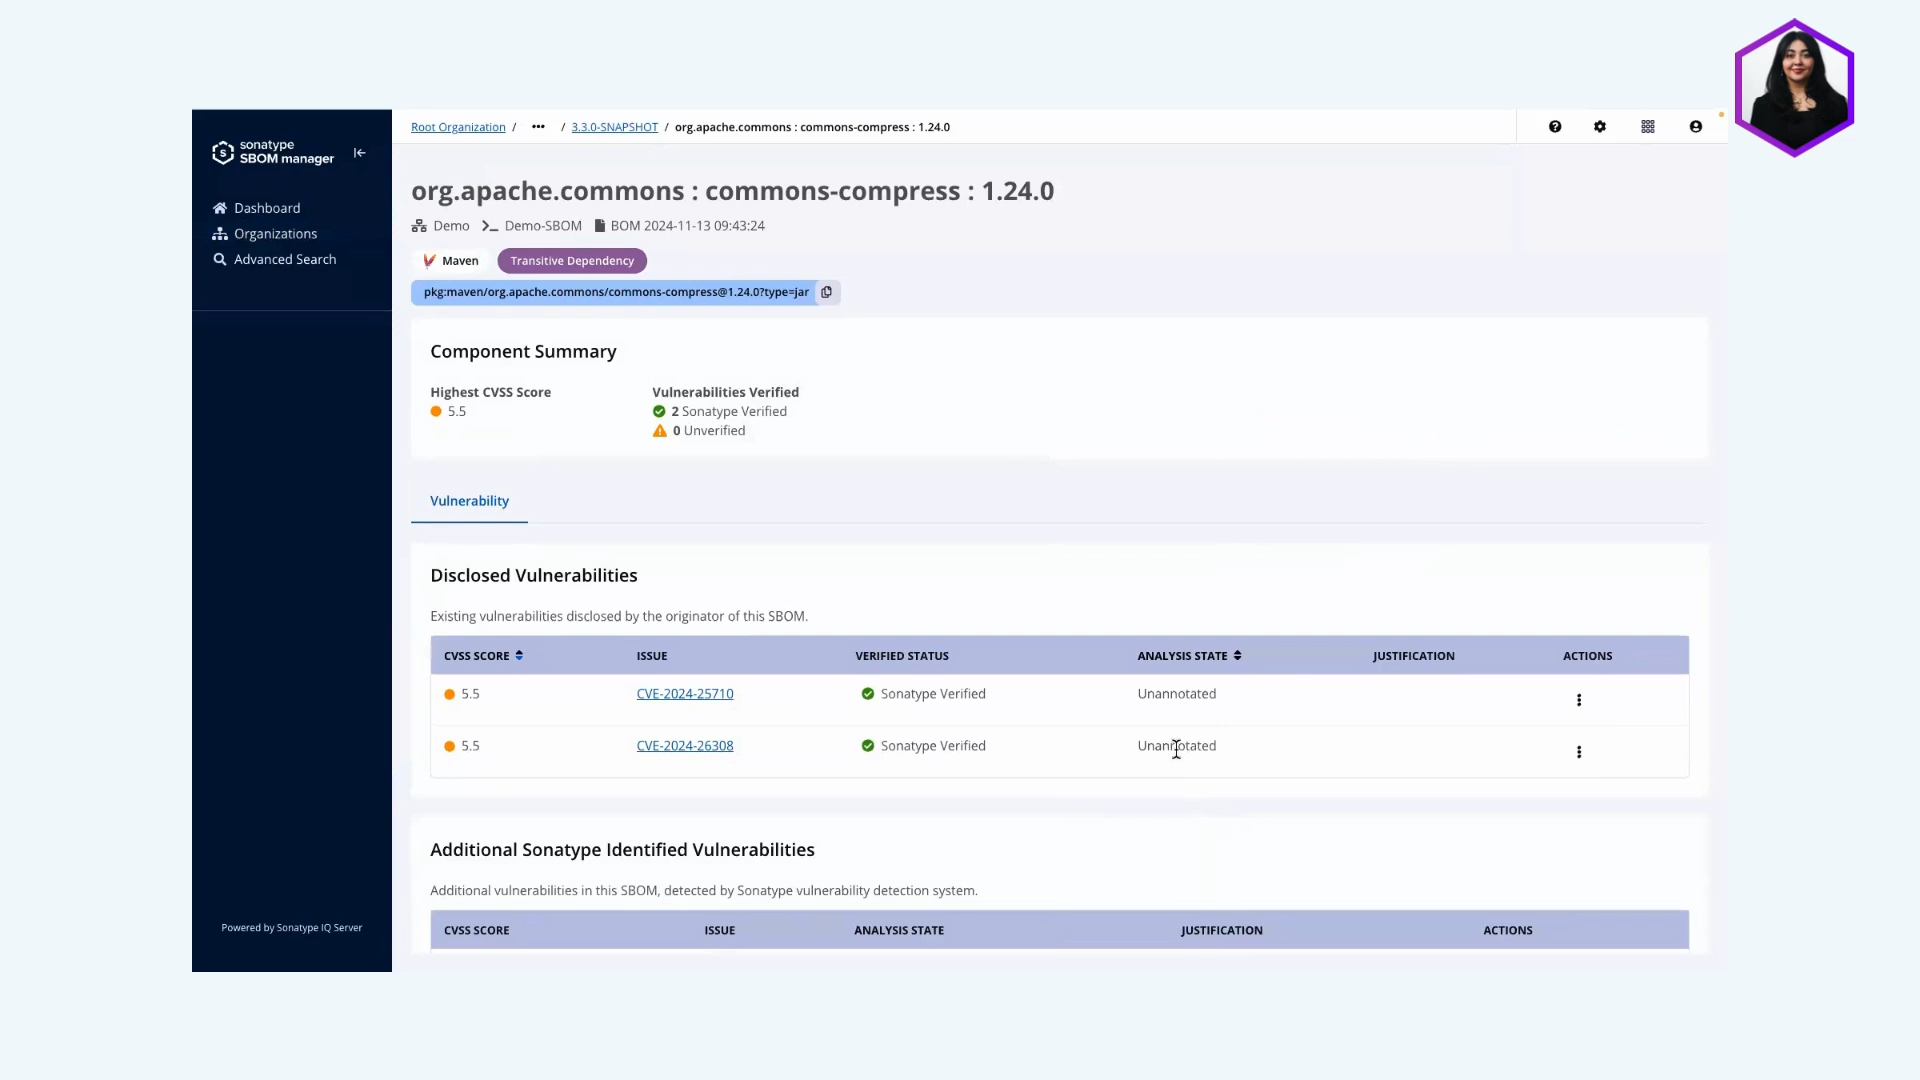 sonatype
SBOM manager
Dashboard
Organizations
Advanced Search
Powered by Sonatype IQ Server
Root Organization / ••• / 3.3.0-SNAPSHOT / org.apache.commons : commons-compress : 1.24.0
org.apache.commons : commons-compress : 1.24.0
Demo Demo-SBOM BOM 2024-11-13 09:43:24
Maven Transitive Dependency
pkg:maven/org.apache.commons/commons-compress@1.24.0?type=jar
Component Summary
Highest CVSS Score Vulnerabilities Verified
5.5 2 Sonatype Verified
0 Unverified
Vulnerability
Disclosed Vulnerabilities
Existing vulnerabilities disclosed by the originator of this SBOM.
CVSS SCORE ISSUE VERIFIED STATUS ANALYSIS STATE JUSTIFICATION ACTIONS
5.5 CVE-2024-25710 Sonatype Verified Unannotated
5.5 CVE-2024-26308 Sonatype Verified Unannotated
Additional Sonatype Identified Vulnerabilities
Additional vulnerabilities in this SBOM, detected by Sonatype vulnerability detection system.
CVSS SCORE ISSUE ANALYSIS STATE JUSTIFICATION ACTIONS